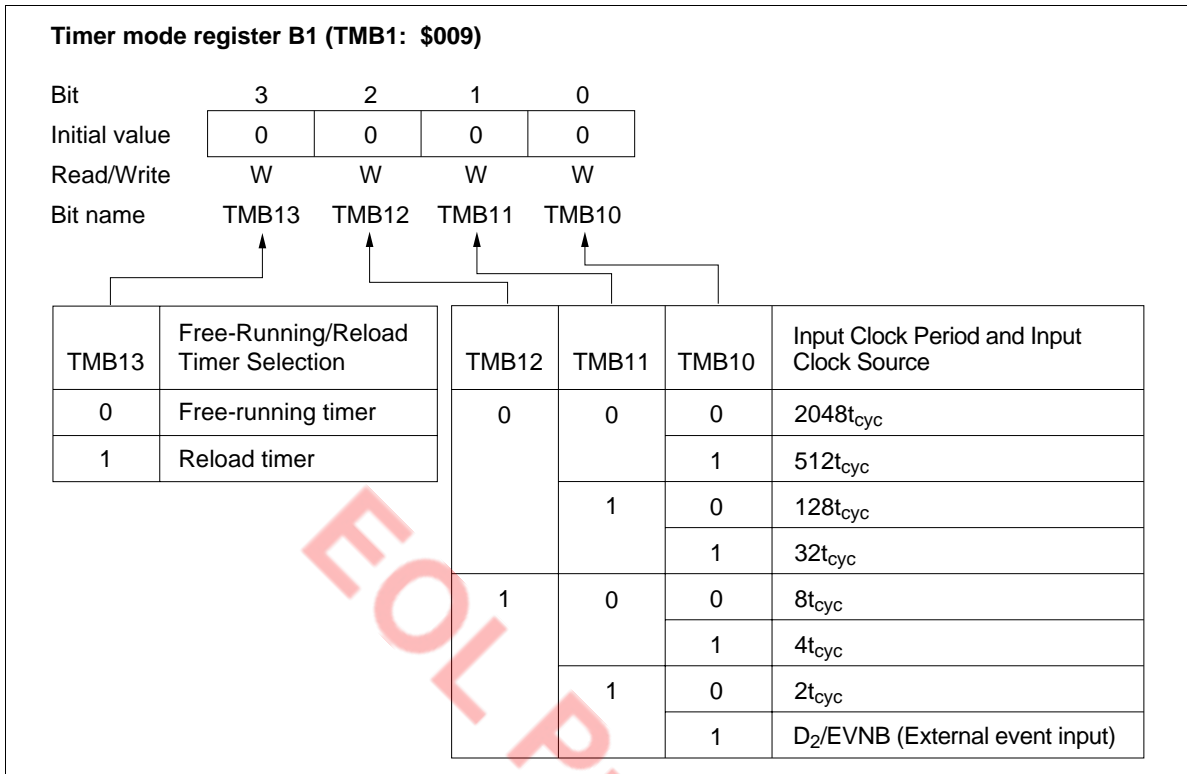 Timer mode register B1 (TMB1: $009)
Bit 3 2 1 0
Initial value 0 0 0 0
Read/Write W W W W
Bit name TMB13 TMB12 TMB11 TMB10
TMB13 Free-Running/Reload
Timer Selection
0 Free-running timer
1 Reload timer
TMB12 TMB11 TMB10 Input Clock Period and Input
Clock Source
0 0 0 2048tcyc
1 512tcyc
1 0 128tcyc
1 32tcyc
1 0 0 8tcyc
1 4tcyc
1 0 2tcyc
1 D2/EVNB (External event input)
EOL P